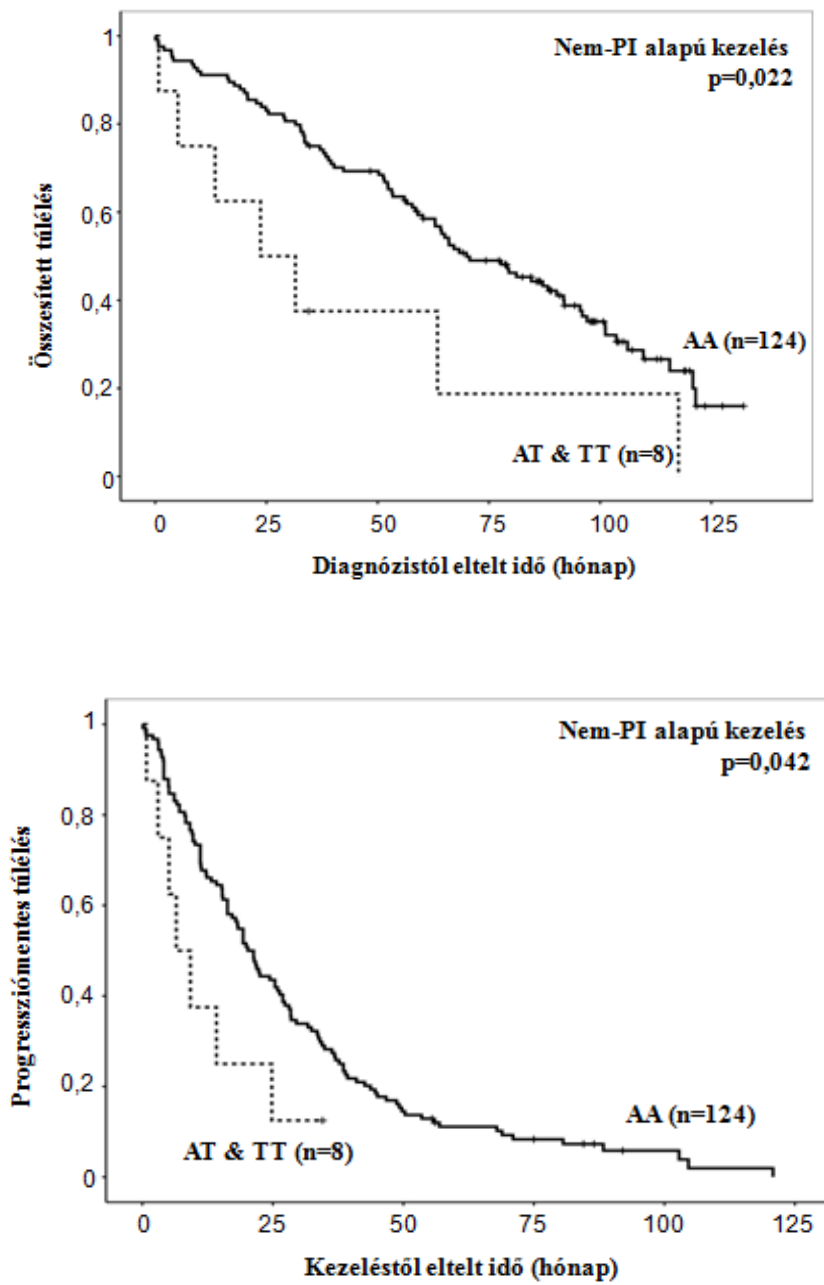 Nem-PI alapú kezelés
p=0,022
1
0,8
0,6
0,4
0,2
0
Összesített túlélés
AA (n=124)
AT & TT (n=8)
0 25 50 75 100 125
Diagnózistól eltelt idő (hónap)
Nem-PI alapú kezelés
p=0,042
1
0,8
0,6
0,4
0,2
0
Progressziómentes túlélés
AA (n=124)
AT & TT (n=8)
0 25 50 75 100 125
Kezeléstől eltelt idő (hónap)